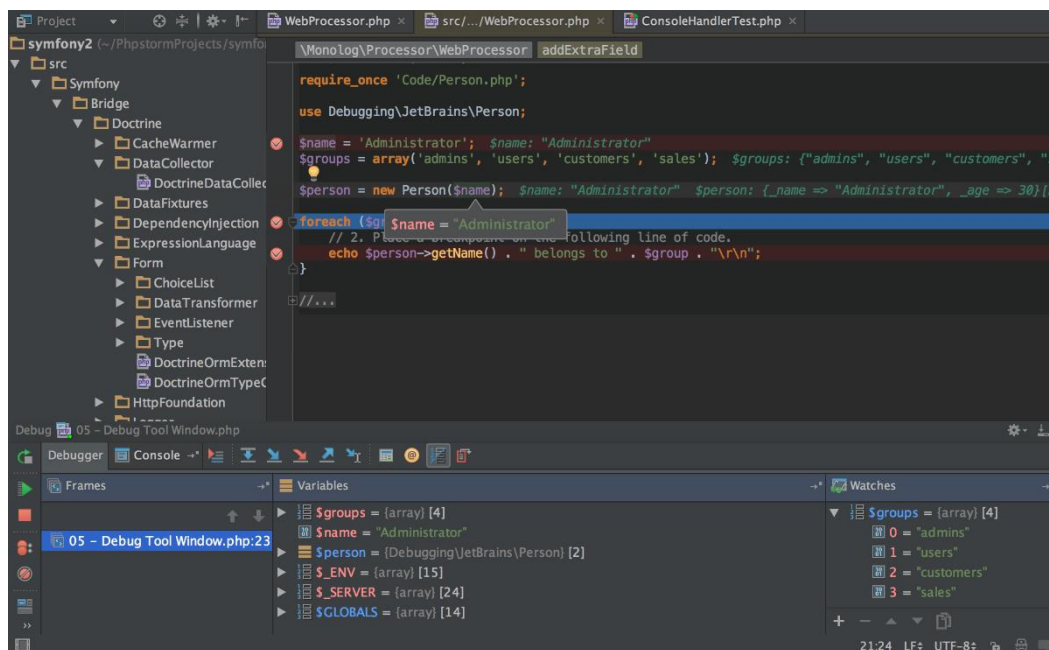 Project
WebProcessor.php ×
src/.../WebProcessor.php ×
ConsoleHandlerTest.php ×
symfony2 (~/PhpstormProjects/symfo
\Monolog\Processor\WebProcessor addExtraField
src
Symfony
Bridge
Doctrine
CacheWarmer
DataCollector
DoctrineDataCollec
DataFixtures
DependencyInjection
ExpressionLanguage
Form
ChoiceList
DataTransformer
EventListener
Type
DoctrineOrmExtens
DoctrineOrmTypeG
HttpFoundation
require_once 'Code/Person.php';
use Debugging\JetBrains\Person;
$name = 'Administrator'; $name: "Administrator"
$groups = array('admins', 'users', 'customers', 'sales'); $groups: {"admins", "users", "customers", "
$person = new Person($name); $name: "Administrator" $person: {_name => "Administrator", _age => 30}[
foreach ($gr
$name = "Administrator"
// 2. Place a breakpoint on the following line of code.
echo $person->getName() . " belongs to " . $group . "\r\n";
}
//...
Debug 05 – Debug Tool Window.php
Debugger Console
Frames
05 – Debug Tool Window.php:23
Variables
$groups = {array} [4]
$name = "Administrator"
$person = {Debugging\JetBrains\Person} [2]
$_ENV = {array} [15]
$_SERVER = {array} [24]
$GLOBALS = {array} [14]
Watches
$groups = {array} [4]
0 = "admins"
1 = "users"
2 = "customers"
3 = "sales"
21:24 LF÷ UTF-8÷